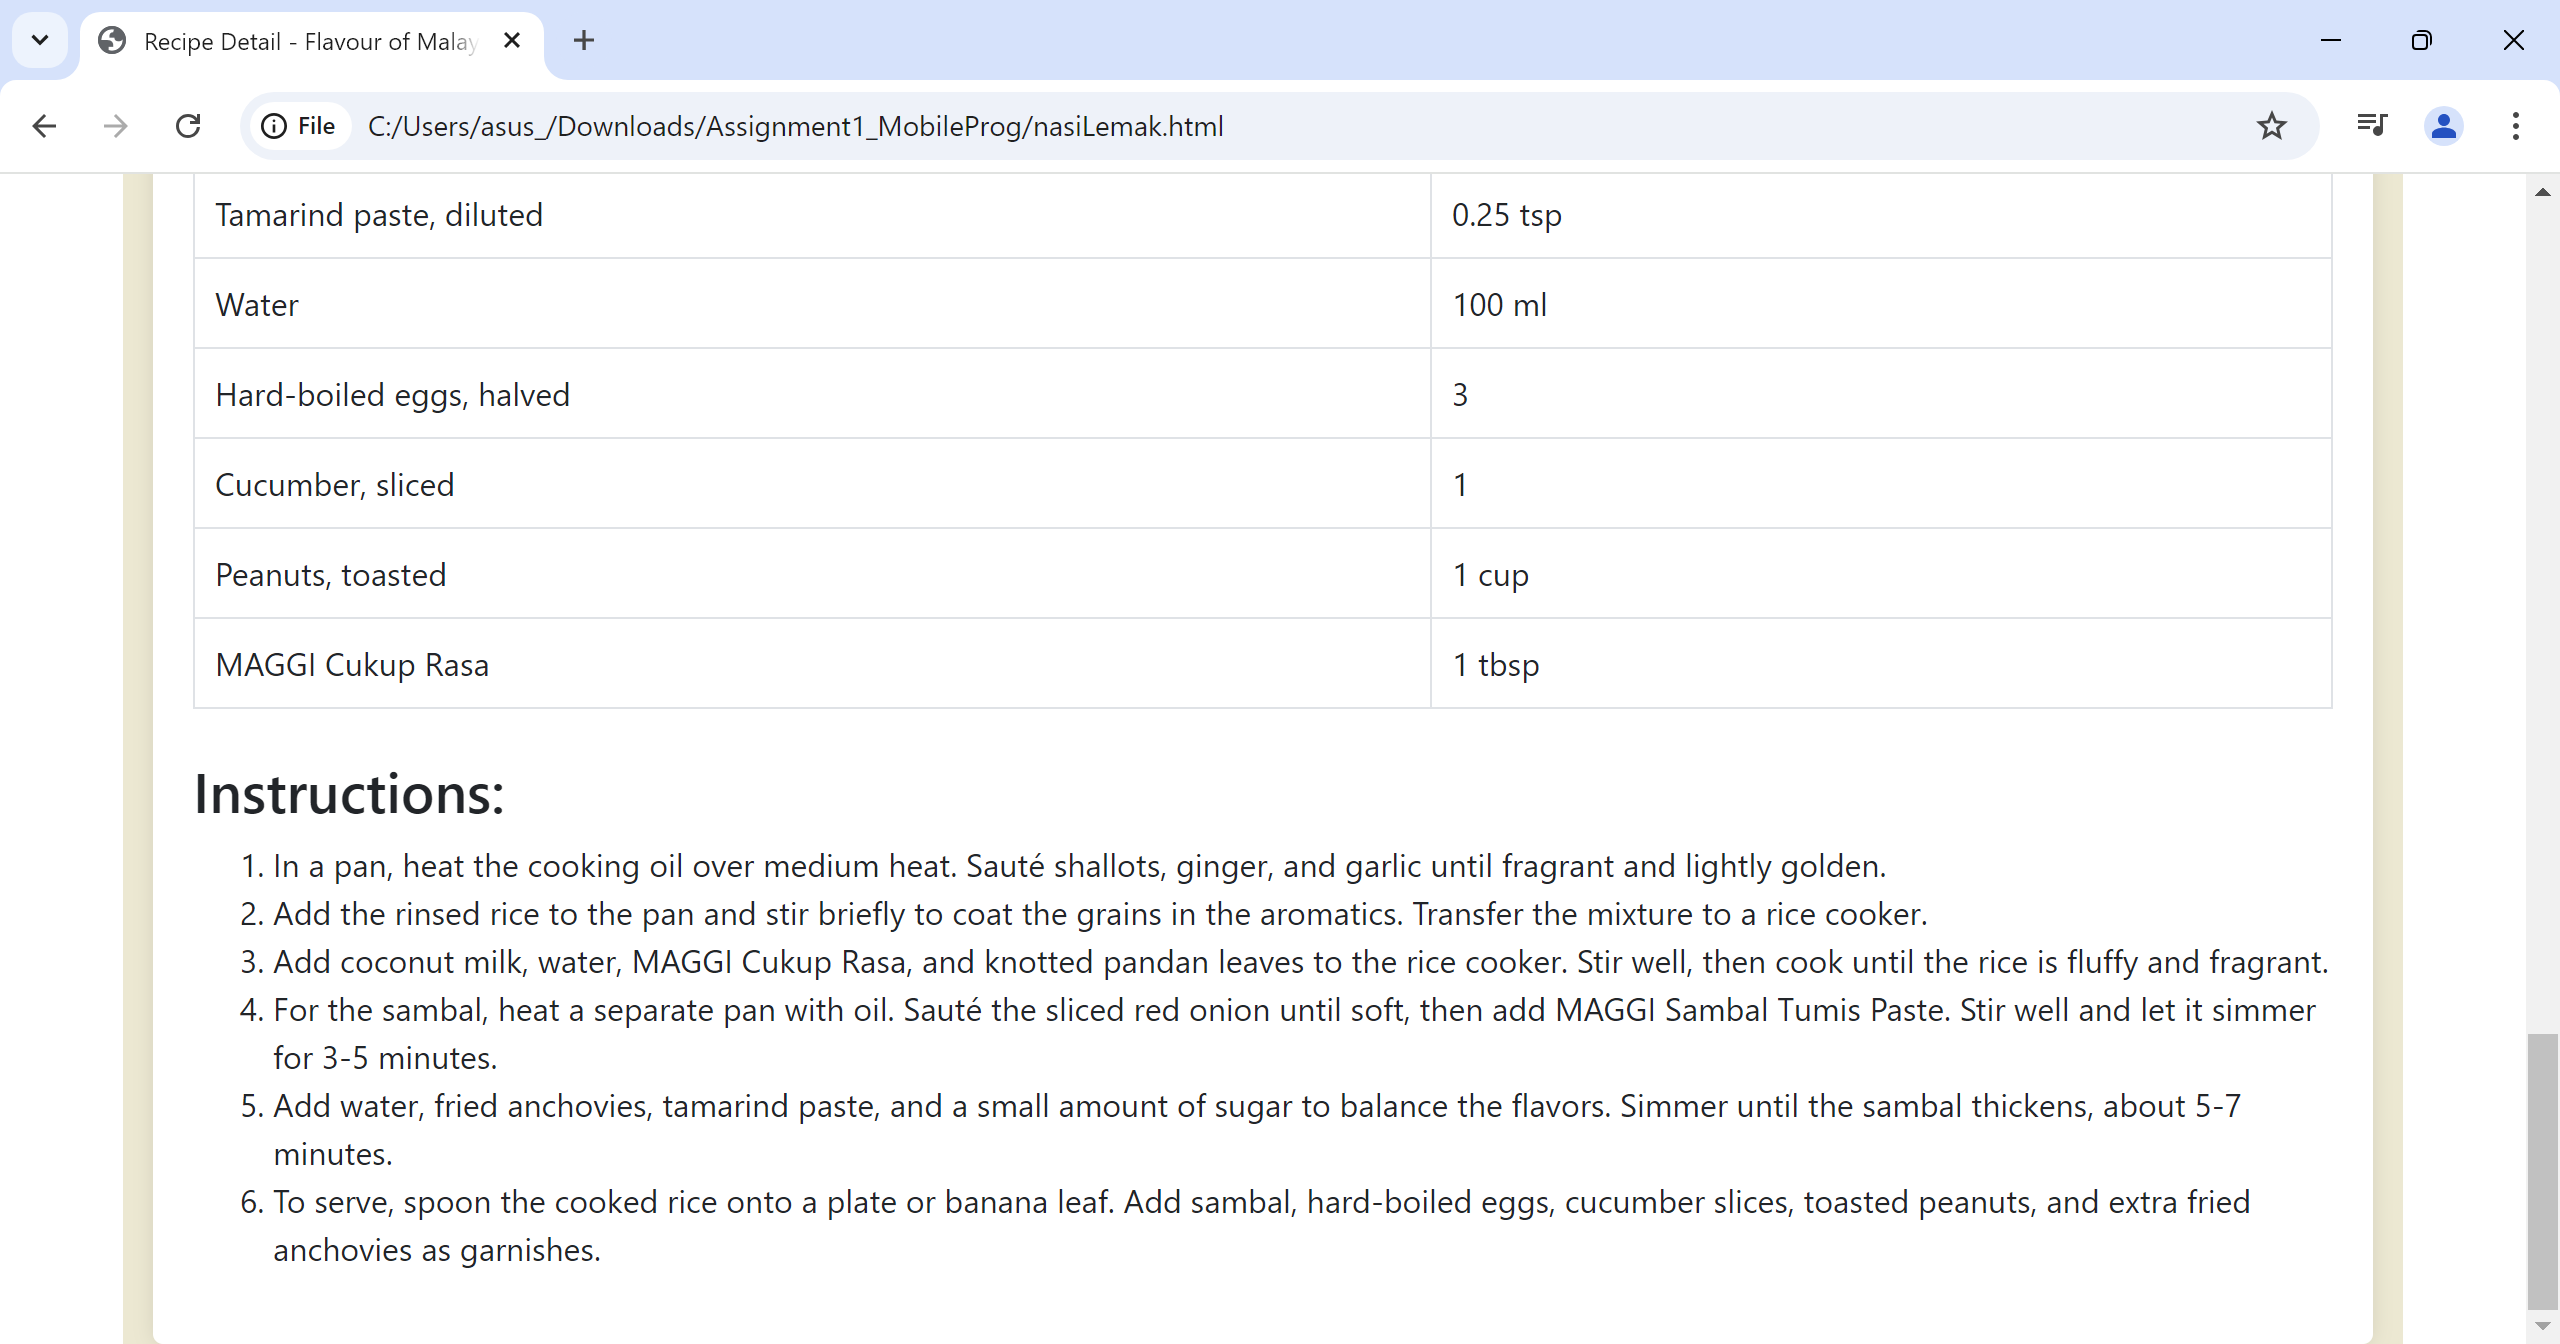 Recipe Detail - Flavour of Malay
File C:/Users/asus_/Downloads/Assignment1_MobileProg/nasiLemak.html
Tamarind paste, diluted 0.25 tsp
Water 100 ml
Hard-boiled eggs, halved 3
Cucumber, sliced 1
Peanuts, toasted 1 cup
MAGGI Cukup Rasa 1 tbsp
Instructions:
1. In a pan, heat the cooking oil over medium heat. Sauté shallots, ginger, and garlic until fragrant and lightly golden.
2. Add the rinsed rice to the pan and stir briefly to coat the grains in the aromatics. Transfer the mixture to a rice cooker.
3. Add coconut milk, water, MAGGI Cukup Rasa, and knotted pandan leaves to the rice cooker. Stir well, then cook until the rice is fluffy and fragrant.
4. For the sambal, heat a separate pan with oil. Sauté the sliced red onion until soft, then add MAGGI Sambal Tumis Paste. Stir well and let it simmer
for 3-5 minutes.
5. Add water, fried anchovies, tamarind paste, and a small amount of sugar to balance the flavors. Simmer until the sambal thickens, about 5-7
minutes.
6. To serve, spoon the cooked rice onto a plate or banana leaf. Add sambal, hard-boiled eggs, cucumber slices, toasted peanuts, and extra fried
anchovies as garnishes.